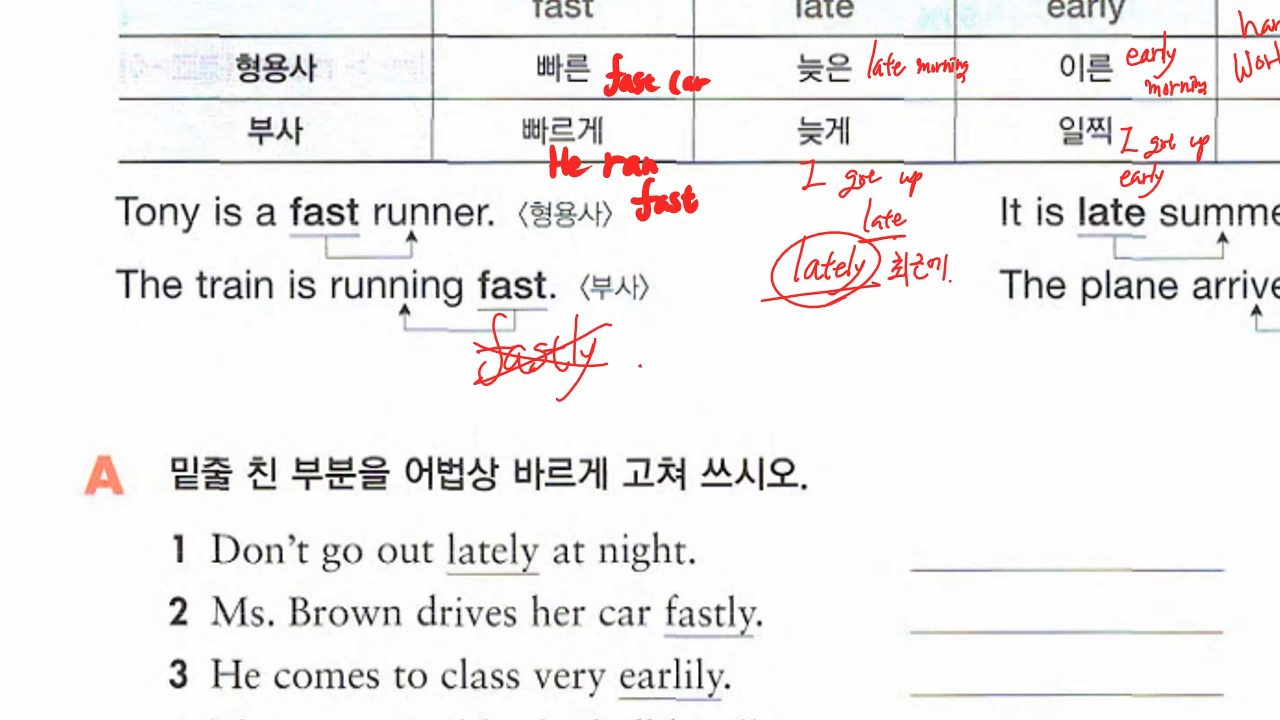 fast late early
형용사 빠른 fast car 늦은 late morning 이른 early morning
부사 빠르게 He ran fast 늦게 I got up late 일찍 I got up early
lately 최근에.
Tony is a fast runner. 〈형용사〉 It is late
The train is running fast. 〈부사〉 The plane
fastly
A 밑줄 친 부분을 어법상 바르게 고쳐 쓰시오.
1 Don't go out lately at night.
2 Ms. Brown drives her car fastly.
3 He comes to class very earlily.